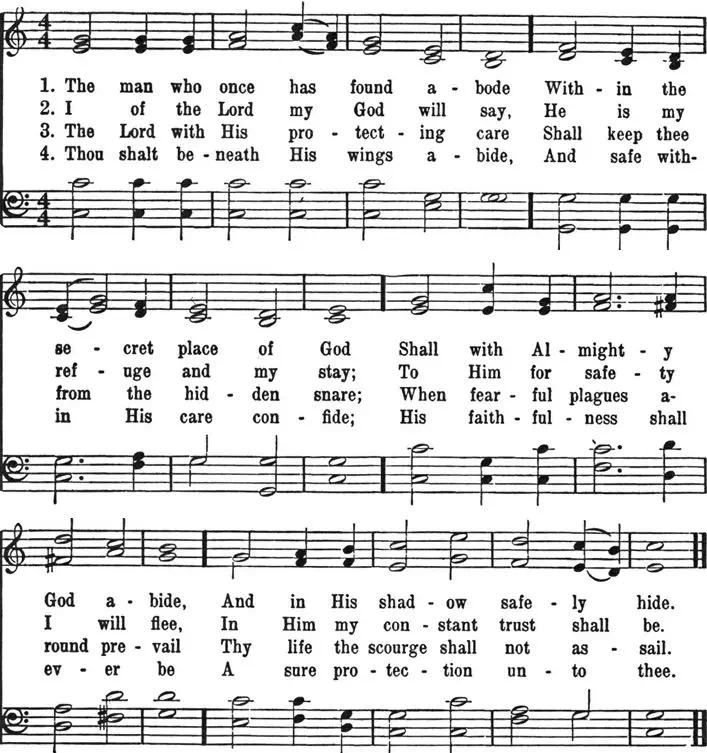 4 4
1. The man who once has found a - bode With - in the
2. I of the Lord my God will say, He is my
3. The Lord with His pro - tect - ing care Shall keep thee
4. Thou shalt be - neath His wings a - bide, And safe with-
4 4
se - cret place of God Shall with Al - might - y
ref - uge and my stay; To Him for safe - ty
from the hid - den snare; When fear - ful plagues a-
in His care con - fide; His faith - ful - ness shall
God a - bide, And in His shad - ow safe - ly hide.
I will flee, In Him my con - stant trust shall be.
round pre - vail Thy life the scourge shall not as - sail.
ev - er be A sure pro - tec - tion un - to thee.